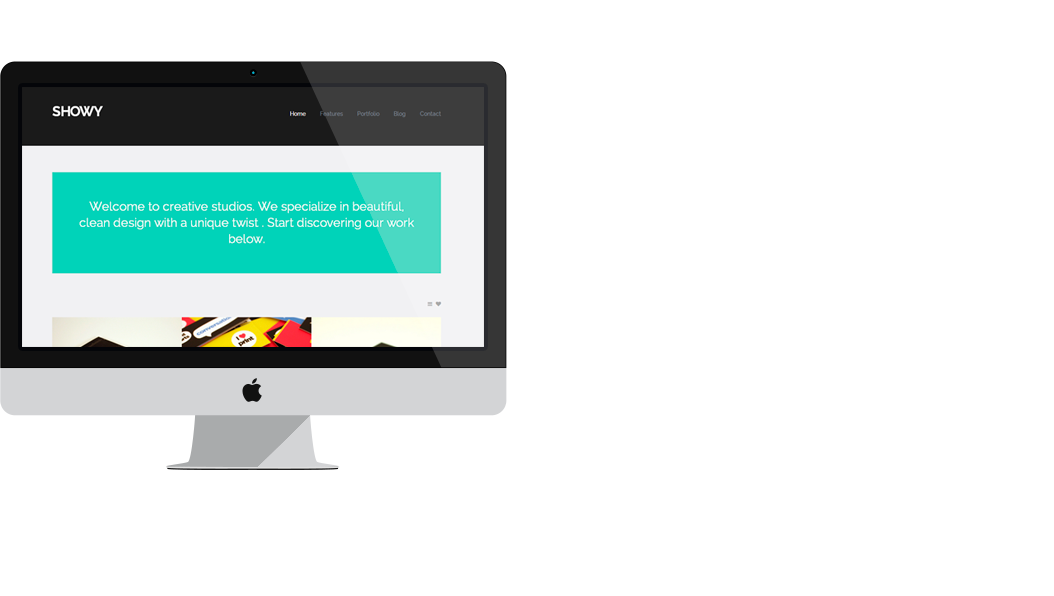 SHOWY
Home Features Portfolio Blog Contact
Welcome to creative studios. We specialize in beautiful,
clean design with a unique twist . Start discovering our work
below.
I
print